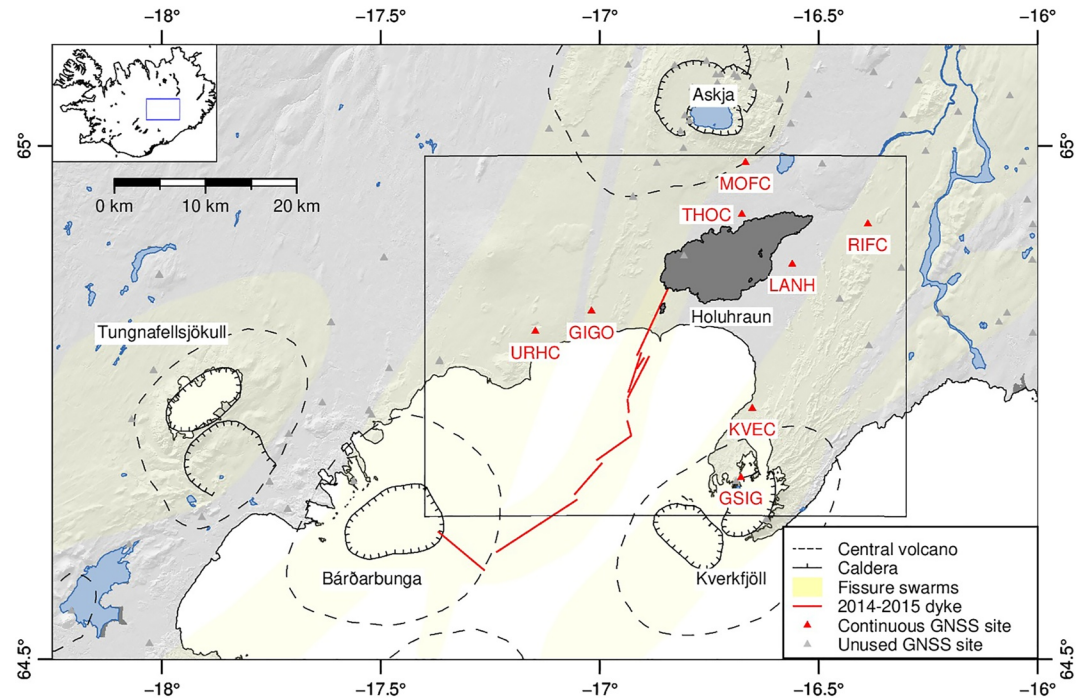 −18°
−17.5°
−17°
−16.5°
−16°
Askja
65°
65°
MOFC
0 km
10 km
20 km
THOC
RIFC
LANH
Holuhraun
Tungnafellsjökull
GIGO
URHC
KVEC
GSIG
Bárðarbunga
Kverkfjöll
Central volcano
Caldera
Fissure swarms
2014-2015 dyke
Continuous GNSS site
Unused GNSS site
64.5°
64.5°
−18°
−17.5°
−17°
−16.5°
−16°